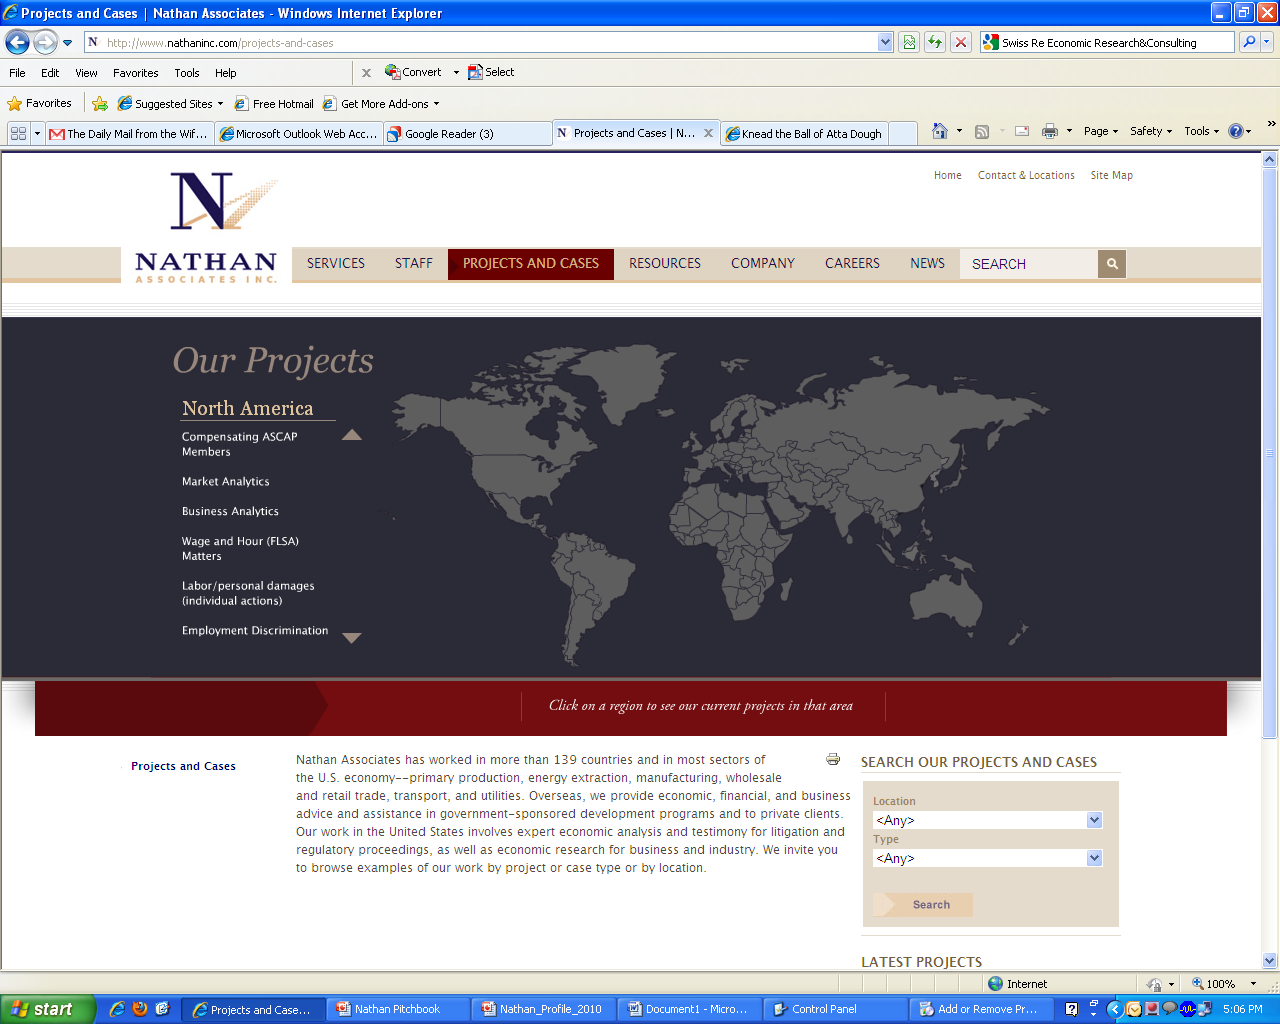 Projects and Cases | Nathan Associates - Windows Internet Explorer
http://www.nathaninc.com/projects-and-cases
Swiss Re Economic Research&Consulting
File Edit View Favorites Tools Help
x Convert Select
Favorites Suggested Sites Free Hotmail Get More Add-ons
The Daily Mail from the Wif... Microsoft Outlook Web Acc... Google Reader (3) Projects and Cases | N... Knead the Ball of Atta Dough
Page Safety Tools
Home Contact & Locations Site Map
N
NATHAN
ASSOCIATES INC.
SERVICES STAFF PROJECTS AND CASES RESOURCES COMPANY CAREERS NEWS SEARCH
Our Projects
North America
Compensating ASCAP
Members
Market Analytics
Business Analytics
Wage and Hour (FLSA)
Matters
Labor/personal damages
(individual actions)
Employment Discrimination
Click on a region to see our current projects in that area
Projects and Cases
Nathan Associates has worked in more than 139 countries and in most sectors of
the U.S. economy--primary production, energy extraction, manufacturing, wholesale
and retail trade, transport, and utilities. Overseas, we provide economic, financial, and business
advice and assistance in government-sponsored development programs and to private clients.
Our work in the United States involves expert economic analysis and testimony for litigation and
regulatory proceedings, as well as economic research for business and industry. We invite you
to browse examples of our work by project or case type or by location.
SEARCH OUR PROJECTS AND CASES
Location
<Any>
Type
<Any>
Search
LATEST PROJECTS
Internet 100%
start Projects and Case... Nathan Pitchbook Nathan_Profile_2010 Document1 - Micro... Control Panel Add or Remove Pr... 5:06 PM